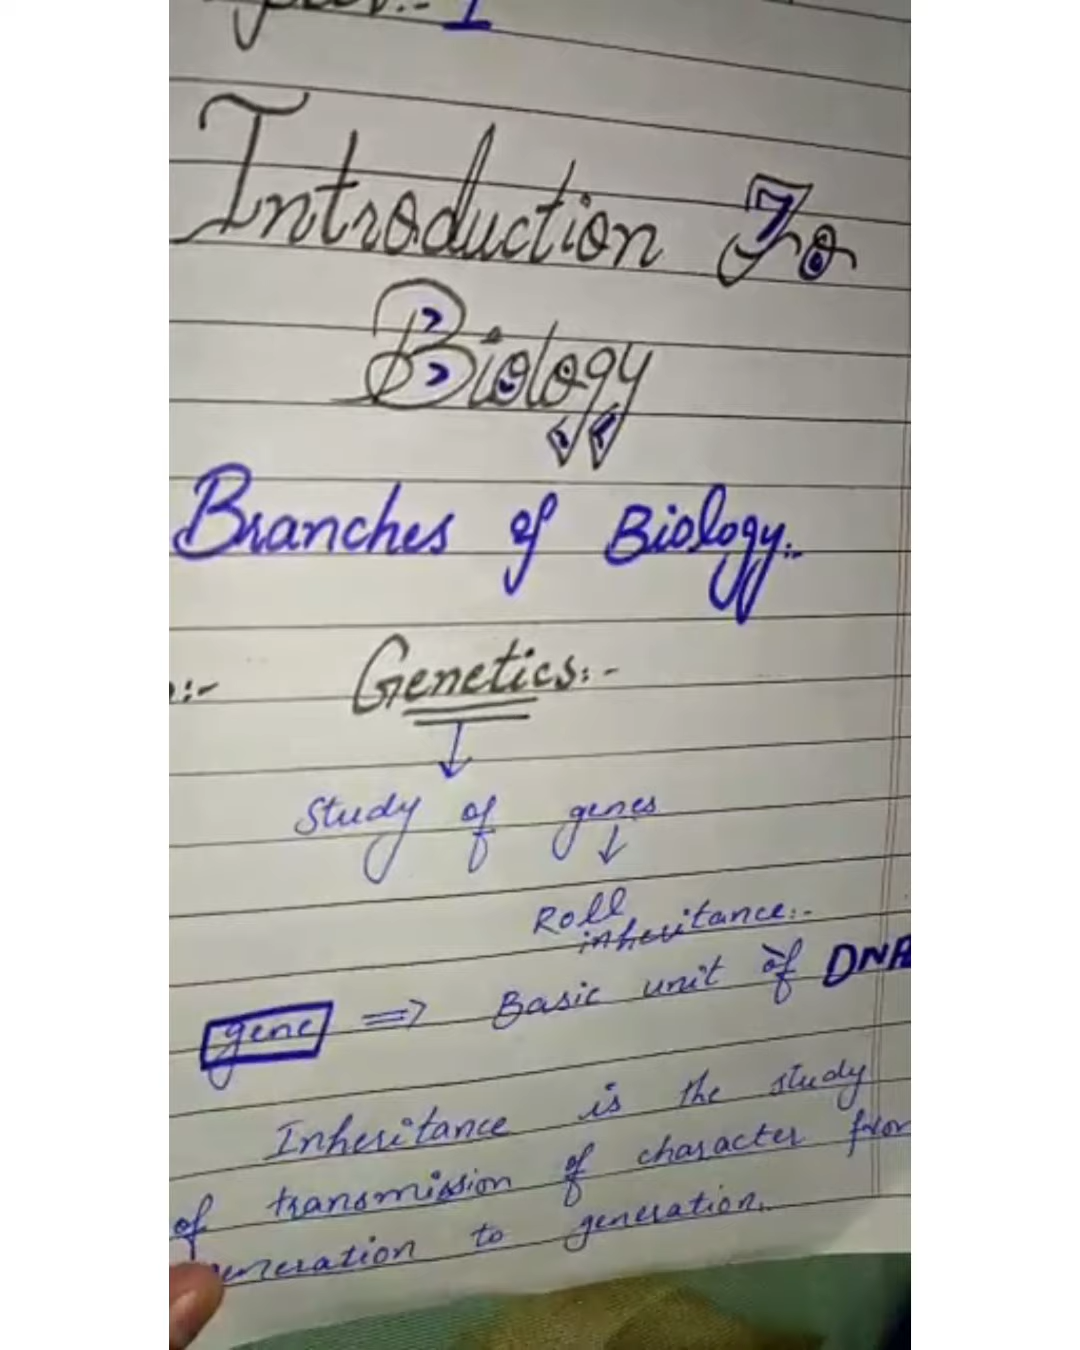 Introduction To
Biology
Branches of Biology:-
:- Genetics:-
Study of genes
↓
Roll
inheritance:-
gene ⇒ Basic unit of DNA
Inheritance is the study
of transmission of character from
generation to generation.